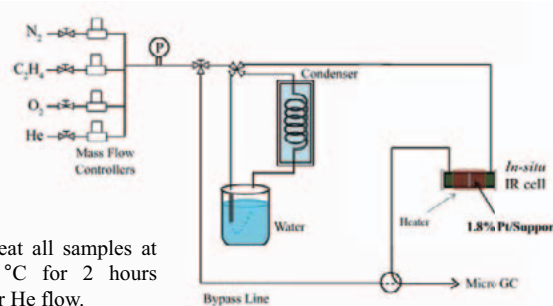 N₂
C₂H₄
O₂
He
Mass Flow
Controllers
P
Condenser
Water
In-situ
IR cell
Heater
1.8% Pt/Suppor
Micro GC
Bypass Line
eat all samples at
°C for 2 hours
r He flow.